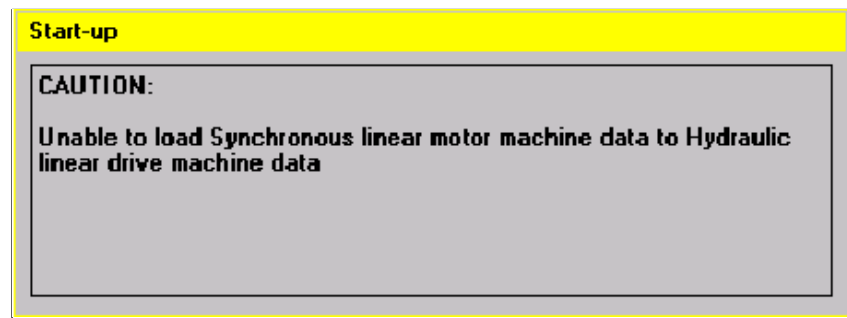 Start-up
CAUTION:
Unable to load Synchronous linear motor machine data to Hydraulic
linear drive machine data